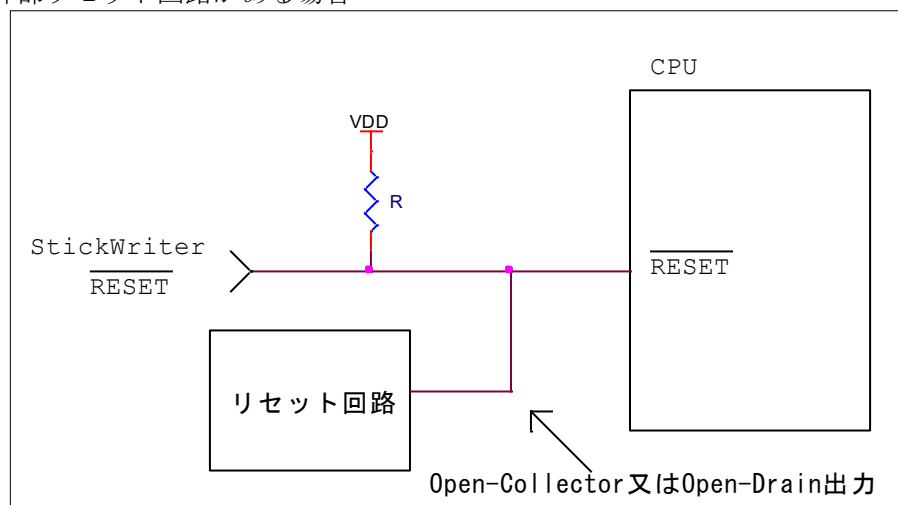 CPU
VDD
R
StickWriter
RESET
RESET
リセット回路
Open-Collector又はOpen-Drain出力